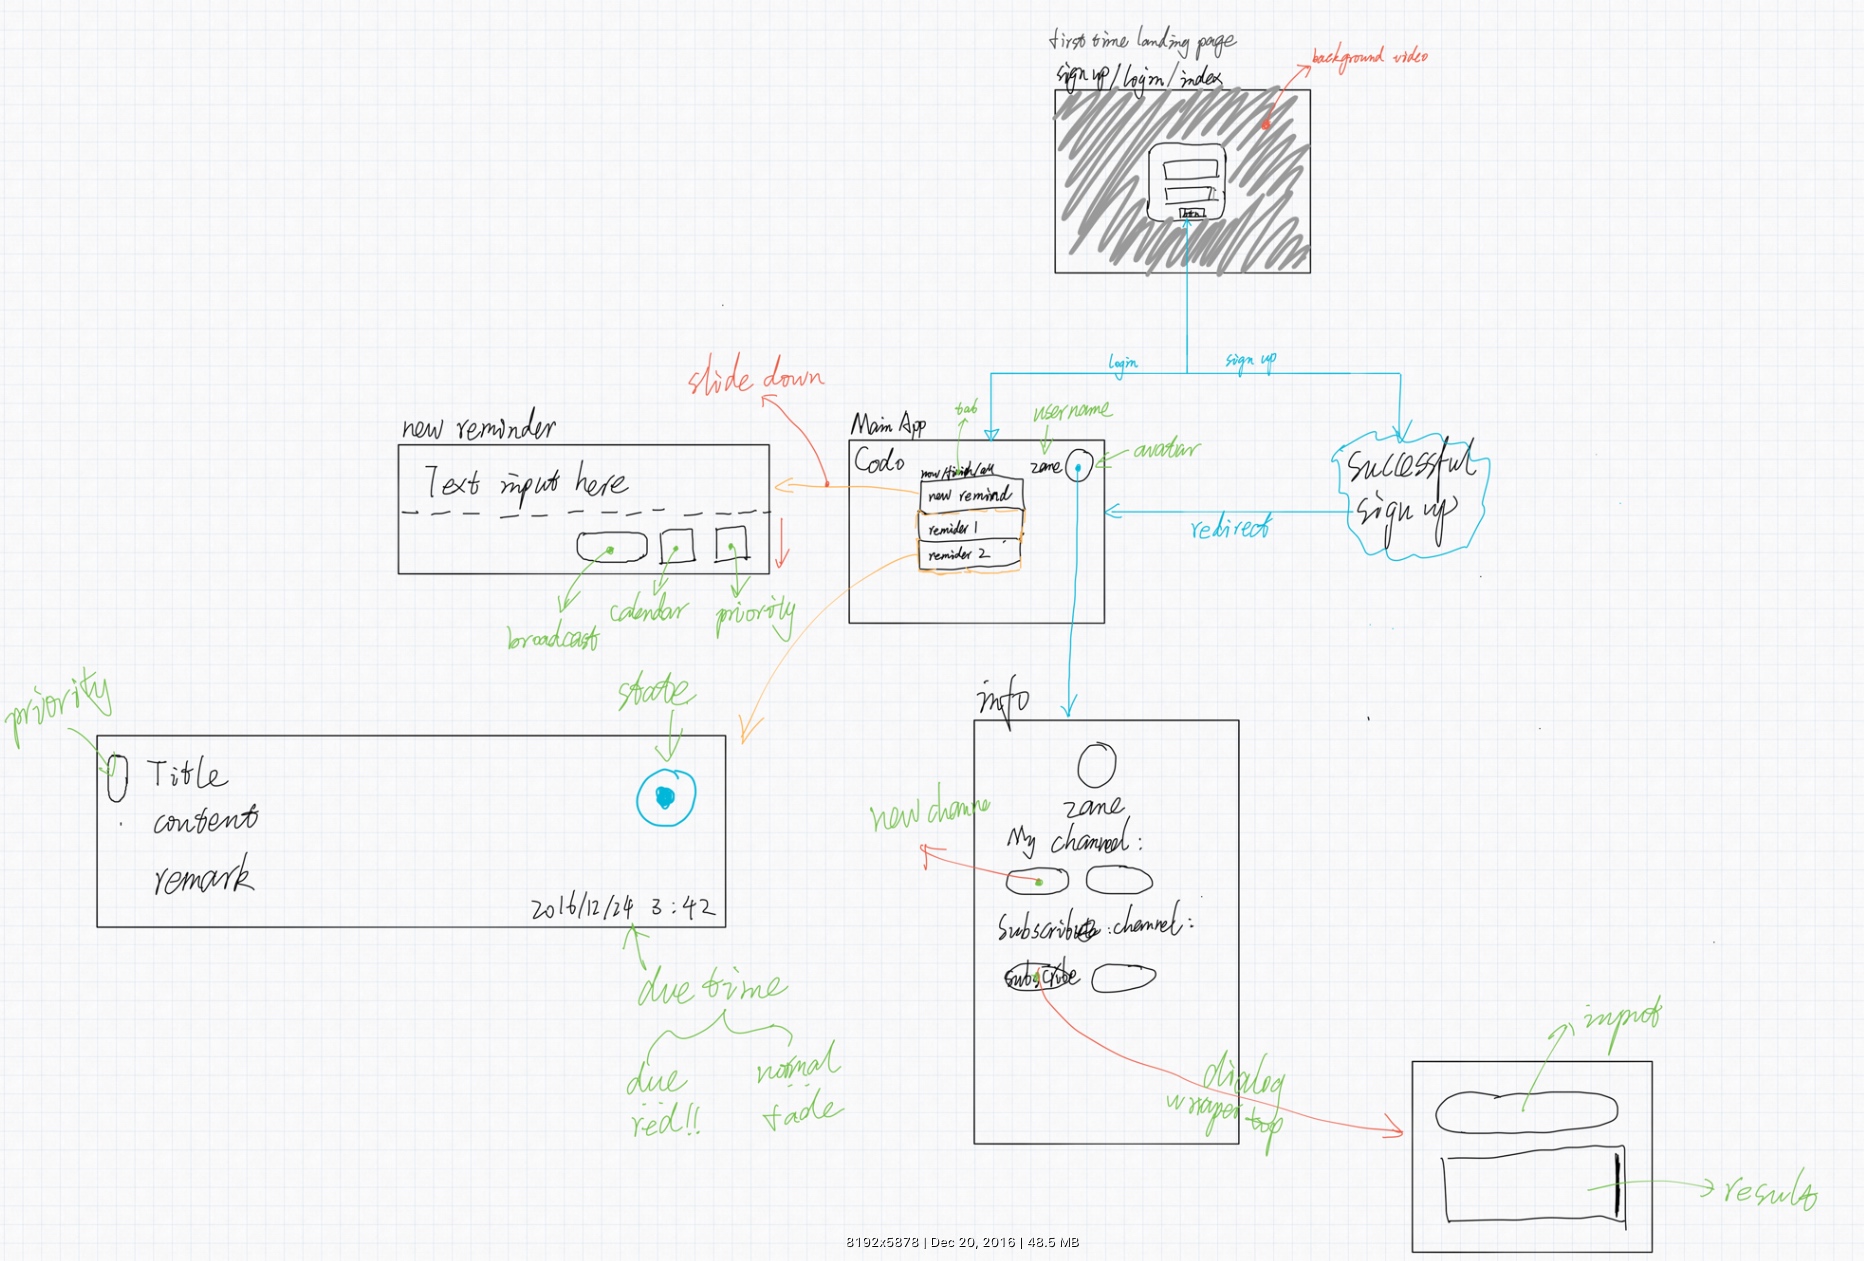 first time landing page
sign up/login/index
background video
btn
login
sign up
slide down
new reminder
Text input here
broadcast
calendar
priority
tab
username
avatar
Main App
Codo
now/finish/all
zane
new remind
remider 1
remider 2
successful
sign up
redirect
priority
state
Title
content
remark
2016/12/24 3:42
due time
due
red!!
normal
fade
info
zane
My channel:
new channe
channel:
subscribe
dialog
wraper
input
result
8192x5878 | Dec 20, 2016 | 48.5 MB